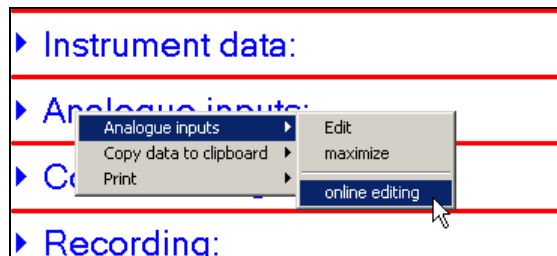 Instrument data:
Analogue inputs:
Analogue inputs
Edit
Copy data to clipboard
maximize
Print
online editing
Recording: